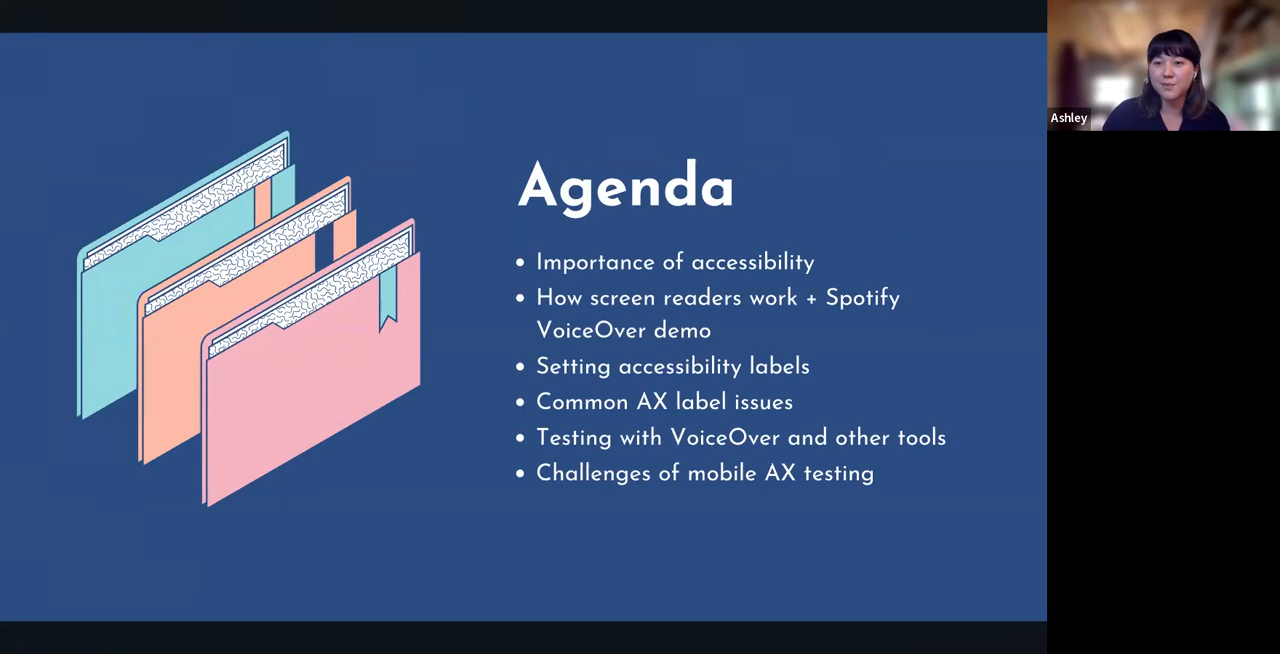 Agenda
• Importance of accessibility
• How screen readers work + Spotify
VoiceOver demo
• Setting accessibility labels
• Common AX label issues
• Testing with VoiceOver and other tools
• Challenges of mobile AX testing
Ashley